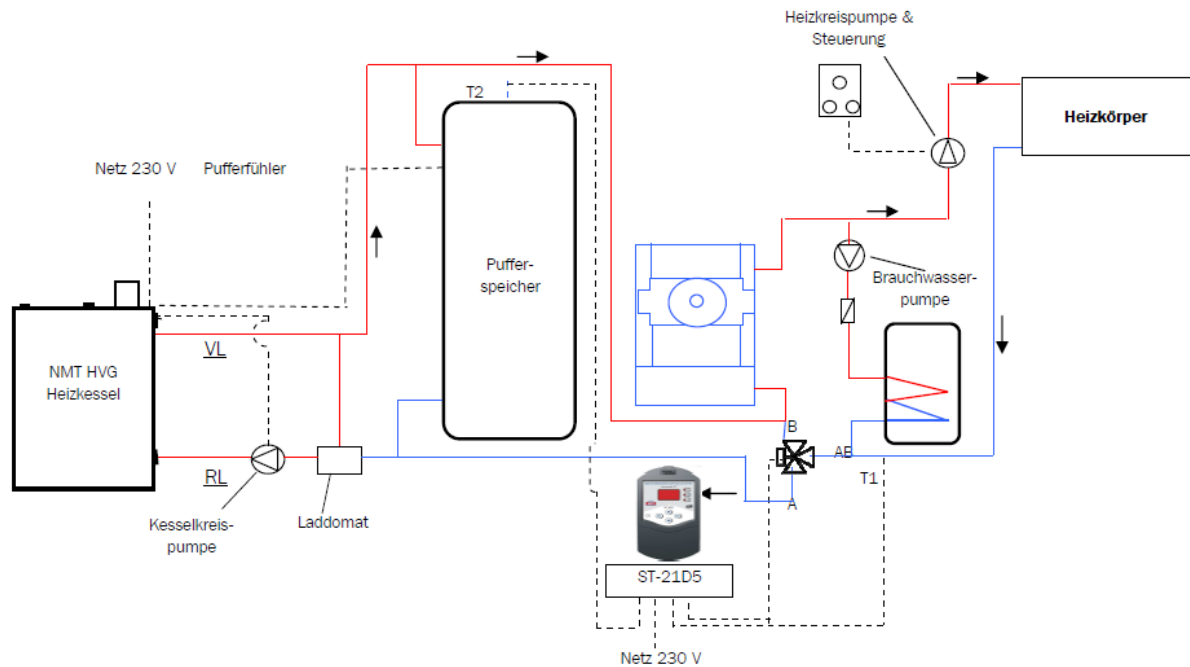 Heizkreispumpe &
Steuerung
T2
Heizkörper
Netz 230 V
Pufferfühler
Puffer-
speicher
Brauchwasser-
pumpe
VL
NMT HVG
Heizkessel
B
AB
RL
T1
A
Kesselkreis-
pumpe
Laddomat
ST-21D5
Netz 230 V